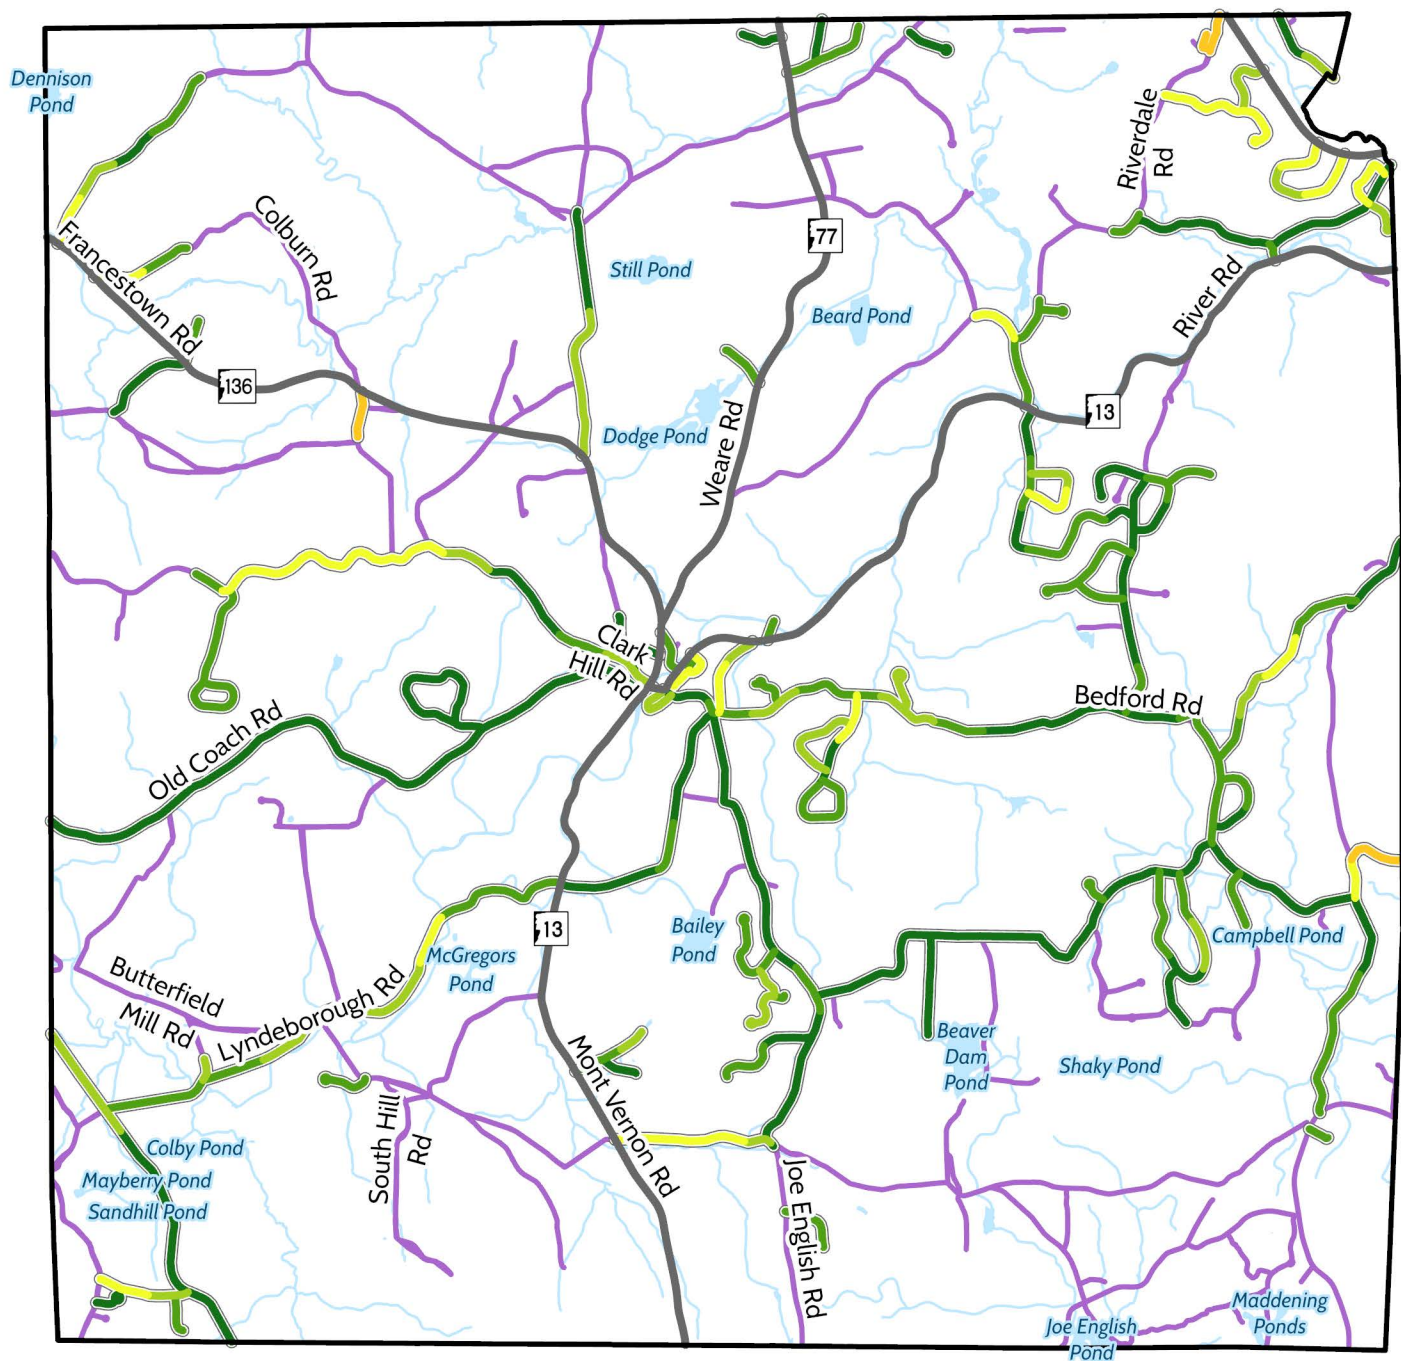 Dennison
Pond
Riverdale
Rd
Colburn Rd
Francestown Rd
77
Still Pond
River Rd
Beard Pond
136
13
Dodge Pond
Weare Rd
Clark
Hill Rd
Bedford Rd
Old Coach Rd
13
Bailey
Pond
Campbell Pond
McGregors
Pond
Butterfield
Mill Rd
Lyndeborough Rd
Beaver
Dam
Pond
Shaky Pond
Mont Vernon Rd
South Hill
Rd
Colby Pond
Mayberry Pond
Sandhill Pond
Joe English Rd
Maddening
Ponds
Joe English
Pond